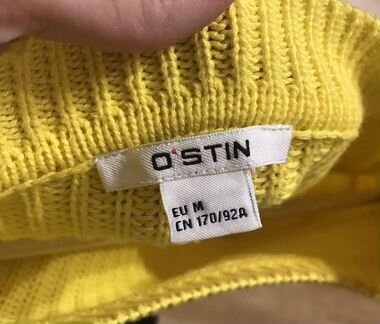 O'STIN
EU M
CN 170/92A